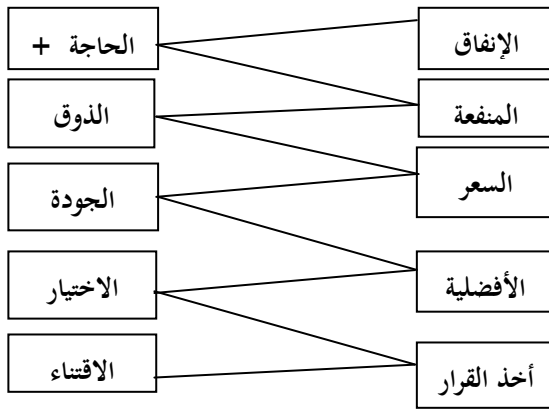 الإنفاق
الحاجة +
المنفعة
الذوق
السعر
الجودة
الأفضلية
الاختيار
أخذ القرار
الاقتناء